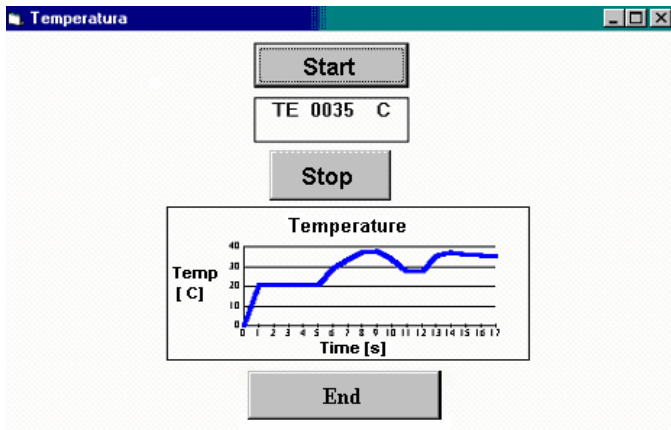 Temperatura
Start
TE 0035 C
Stop
Temperature
Temp
[ C]
40
30
20
10
0
0 1 2 3 4 5 6 7 8 9 10 11 12 13 14 15 16 17
Time [s]
End